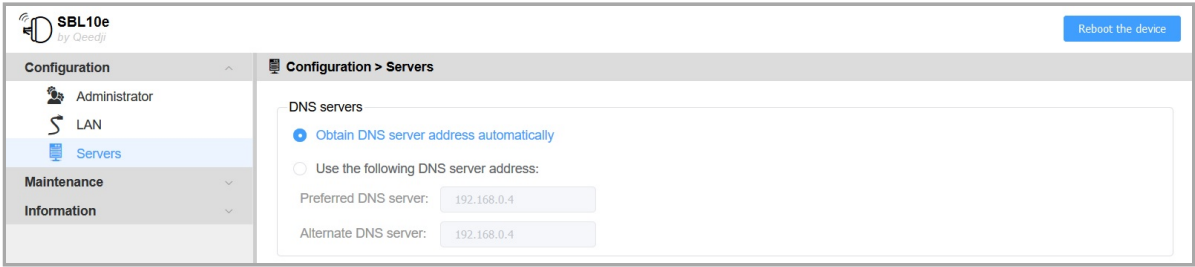 SBL10e
by Qeedji
Reboot the device
Configuration
Administrator
LAN
Servers
Maintenance
Information
Configuration > Servers
DNS servers
Obtain DNS server address automatically
Use the following DNS server address:
Preferred DNS server: 192.168.0.4
Alternate DNS server: 192.168.0.4